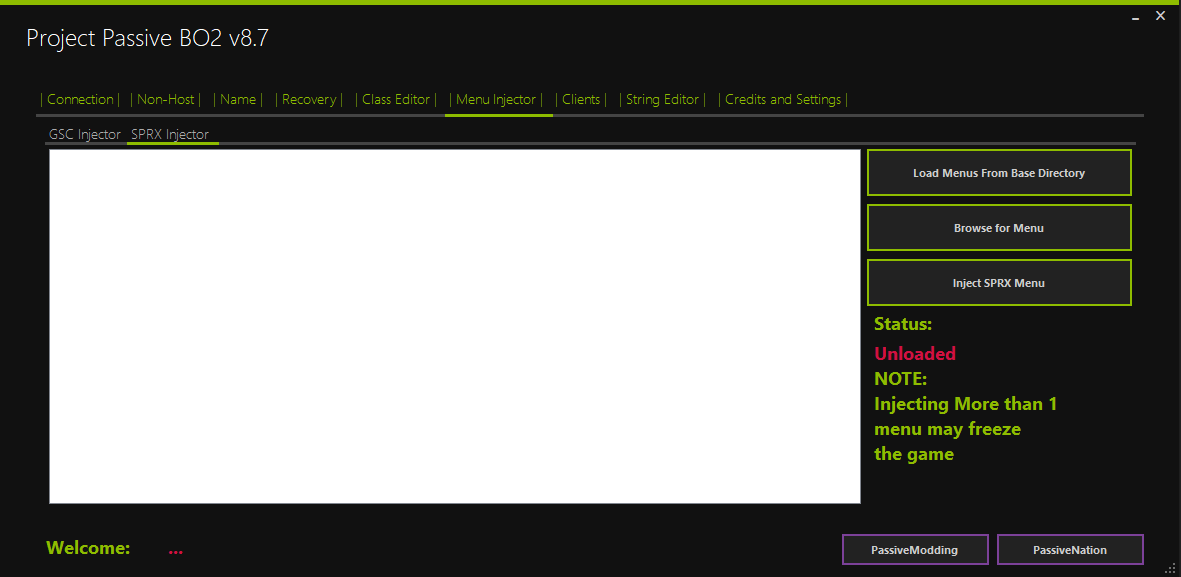 Project Passive BO2 v8.7
| Connection | | Non-Host | | Name | | Recovery | | Class Editor | | Menu Injector | | Clients | | String Editor | | Credits and Settings |
GSC Injector SPRX Injector
Load Menus From Base Directory
Browse for Menu
Inject SPRX Menu
Status:
Unloaded
NOTE:
Injecting More than 1
menu may freeze
the game
Welcome: ...
PassiveModding PassiveNation